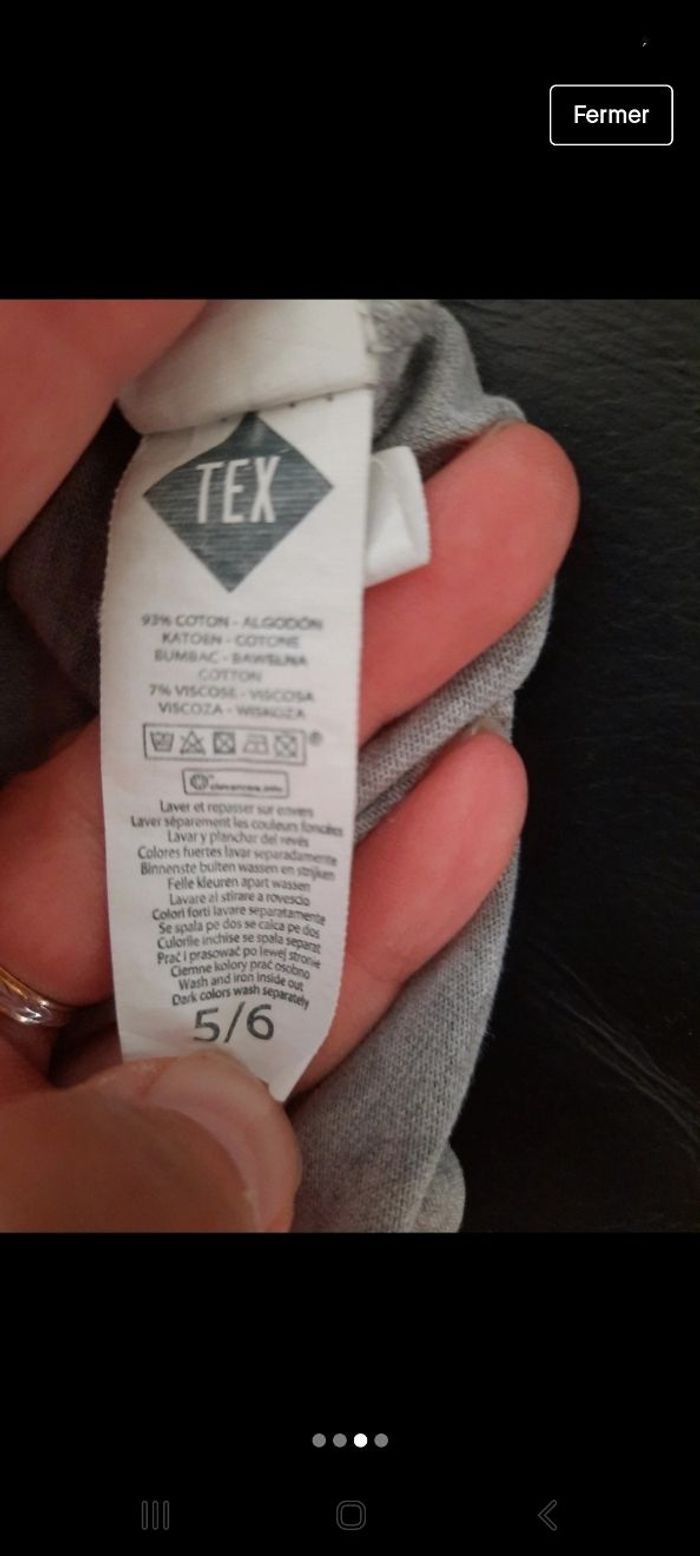 Fermer
TEX
93% COTON - ALGODÓN
KATOEN - COTONE
BUMBAC - BAWEŁNA
COTTON
7% VISCOSE - VISCOSA
VISCOZA - WISKOZA
Laver et repasser sur envers
Laver séparement les couleurs foncées
Lavar y planchar del revés
Colores fuertes lavar separadamente
Binnenste buiten wassen en strijken
Felle kleuren apart wassen
Lavare al stirare a rovescio
Colori forti lavare separatamente
Se spala pe dos se calca pe dos
Culorile inchise se spala separat
Prać i prasować po lewej stronie
Ciemne kolory prać osobno
Wash and iron inside out
Dark colors wash separately
5/6